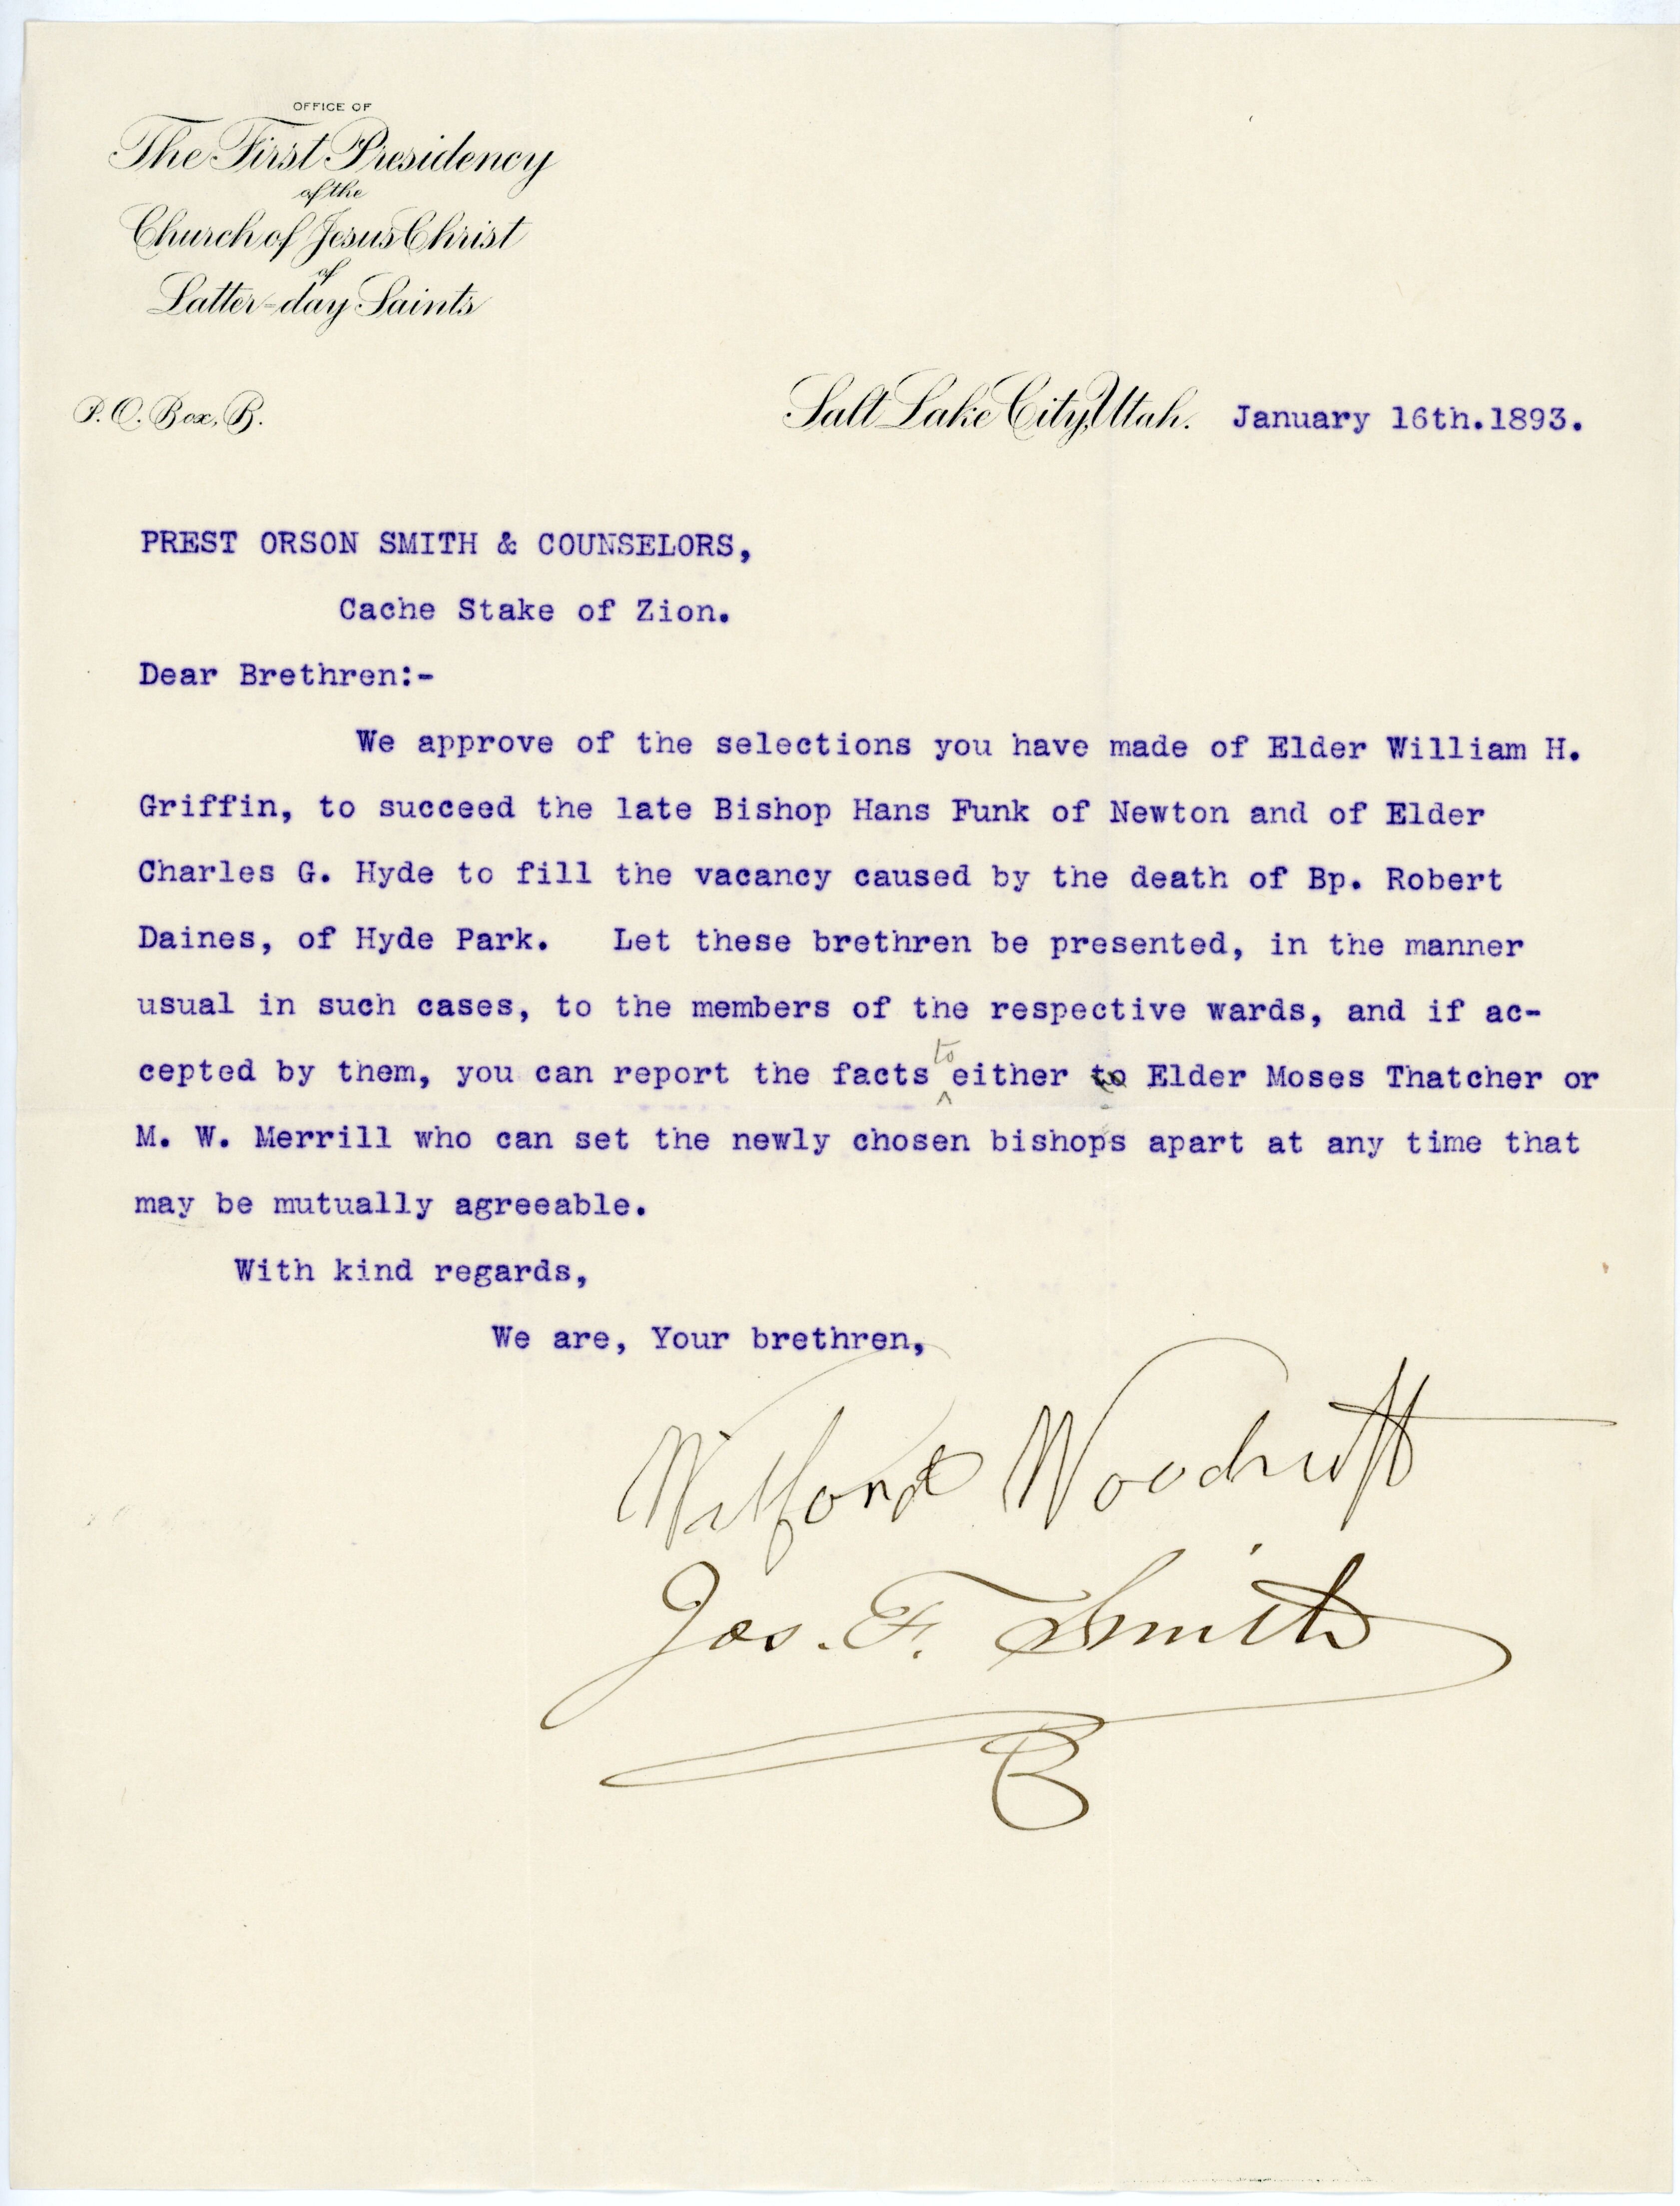 OFFICE OF
The First Presidency
of the
Church of Jesus Christ
of
Latter-day Saints
P. O. Box, B.
Salt Lake City, Utah. January 16th.1893.
PREST ORSON SMITH & COUNSELORS,
Cache Stake of Zion.
Dear Brethren:-
We approve of the selections you have made of Elder William H.
Griffin, to succeed the late Bishop Hans Funk of Newton and of Elder
Charles G. Hyde to fill the vacancy caused by the death of Bp. Robert
Daines, of Hyde Park. Let these brethren be presented, in the manner
usual in such cases, to the members of the respective wards, and if ac-
cepted by them, you can report the facts to either to Elder Moses Thatcher or
M. W. Merrill who can set the newly chosen bishops apart at any time that
may be mutually agreeable.
With kind regards,
We are, Your brethren,
Wilford Woodruff
Jos. F. Smith
B